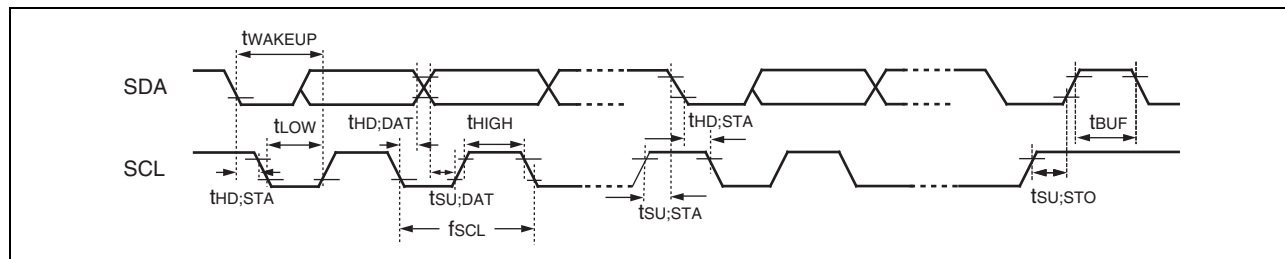 tWAKEUP
SDA
tLOW
tHD;DAT
tHIGH
tHD;STA
tBUF
SCL
tHD;STA
tSU;DAT
tSU;STA
tSU;STO
fSCL